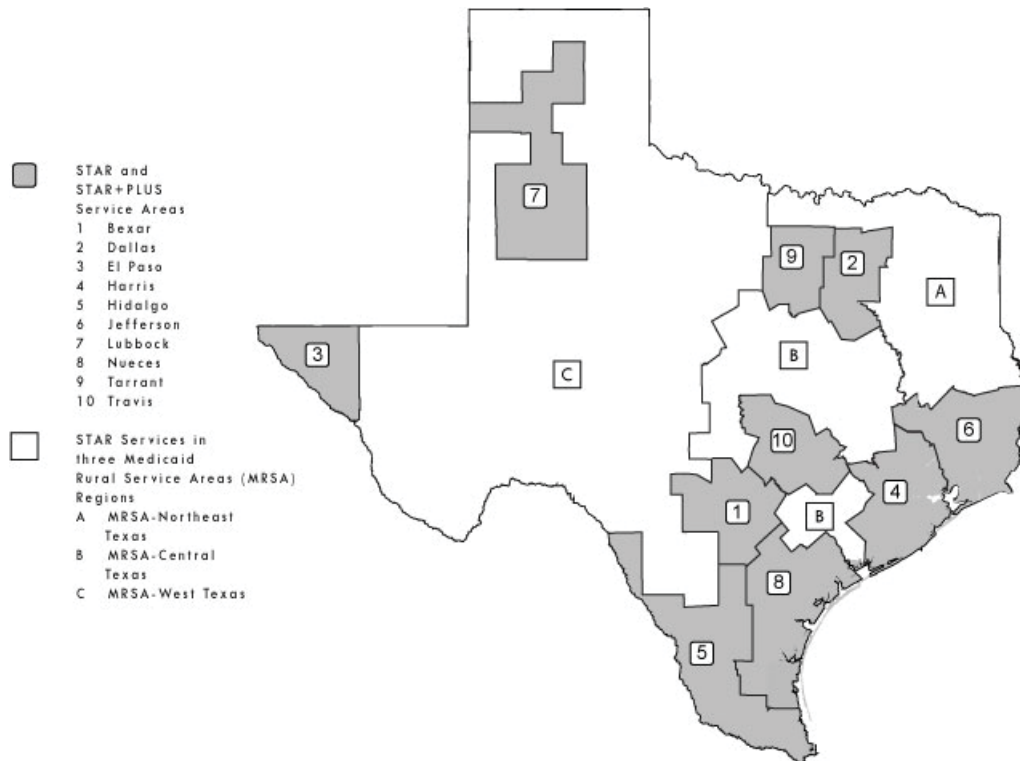 STAR and
STAR+PLUS
Service Areas
1 Bexar
2 Dallas
3 El Paso
4 Harris
5 Hidalgo
6 Jefferson
7 Lubbock
8 Nueces
9 Tarrant
10 Travis
STAR Services in
three Medicaid
Rural Service Areas (MRSA)
Regions
A MRSA-Northeast
Texas
B MRSA-Central
Texas
C MRSA-West Texas
7
9
2
A
3
C
B
10
6
4
1
B
8
5